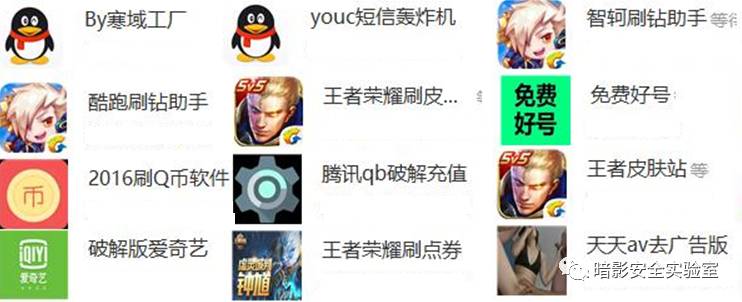 By寒域工厂
youc短信轰炸机
智轲刷钻助手 等待
酷跑刷钻助手
5v5
王者荣耀刷皮...
免费
好号
免费好号
币
2016刷Q币软件
腾讯qb破解充值
5v5
王者皮肤站 等
iQIY
爱奇艺
破解版爱奇艺
钟馗
王者荣耀刷点券
天天av去广告版
暗影安全实验室